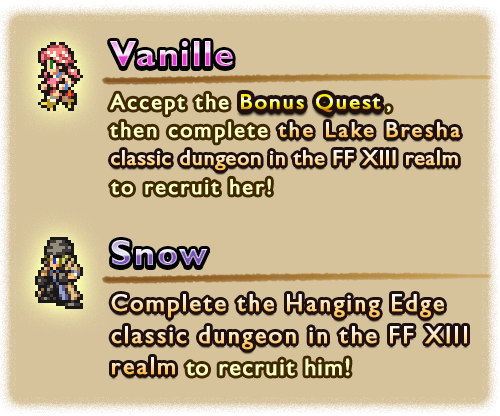 Vanille
Accept the Bonus Quest,
then complete the Lake Bresha
classic dungeon in the FF XIII realm
to recruit her!
Snow
Complete the Hanging Edge
classic dungeon in the FF XIII
realm to recruit him!